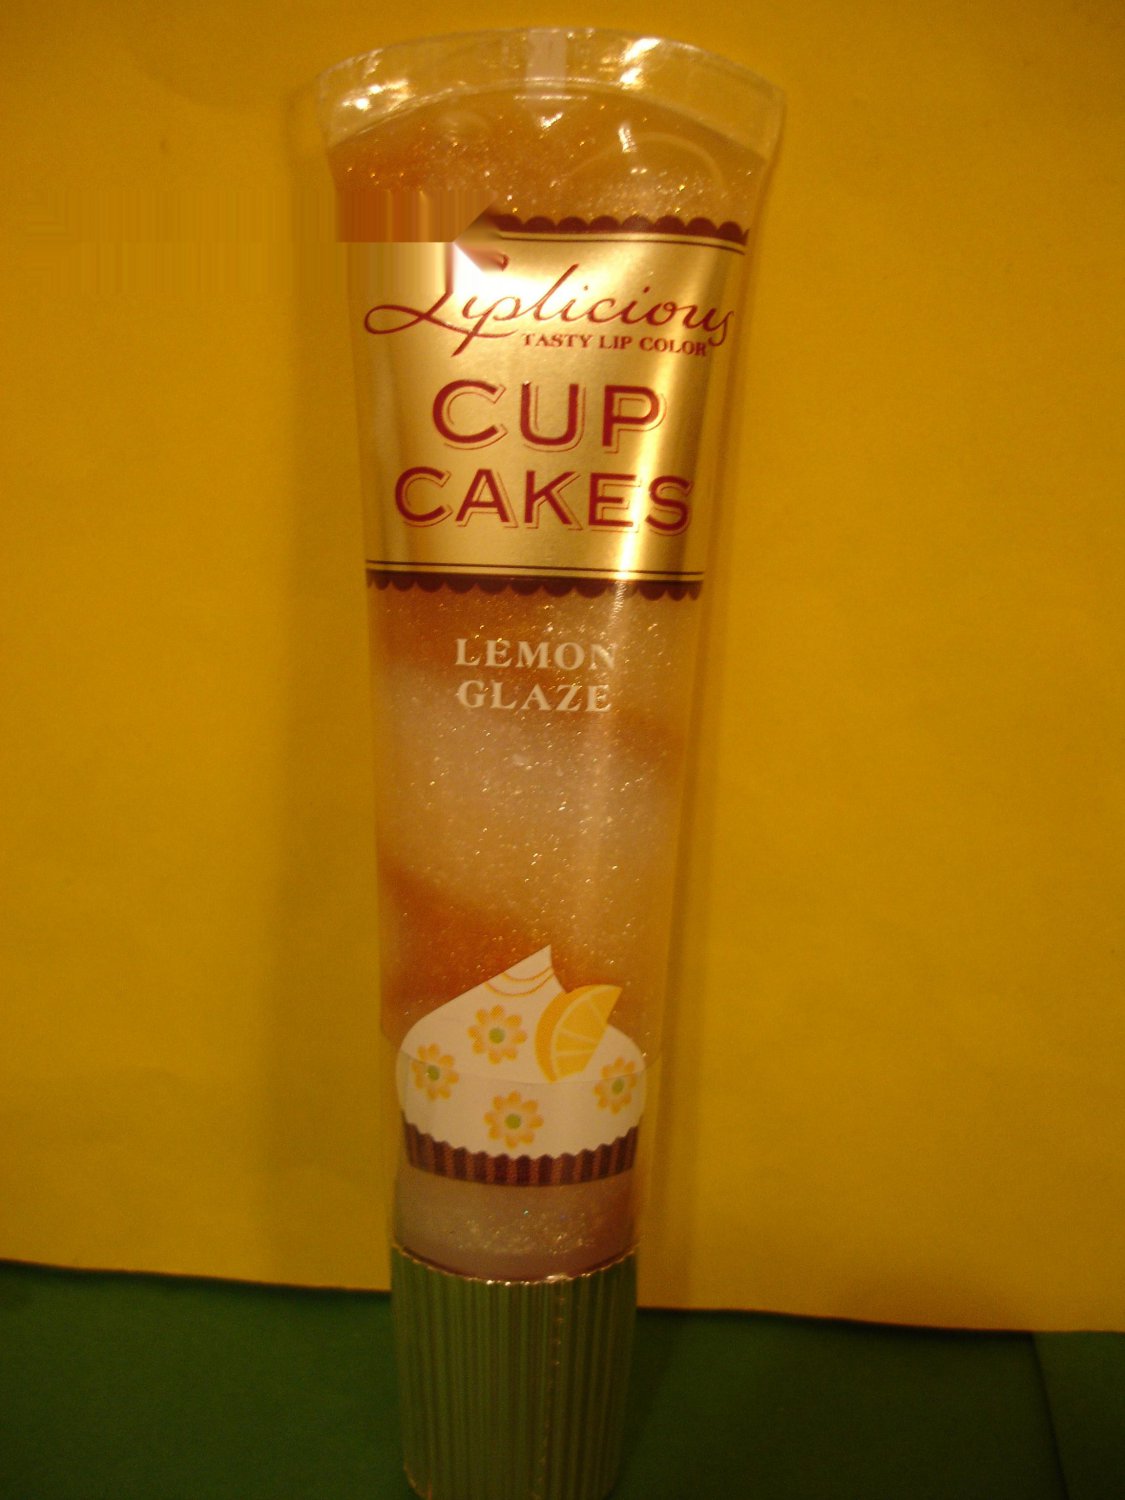 Liplicious
TASTY LIP COLOR
CUP
CAKES
LEMON
GLAZE